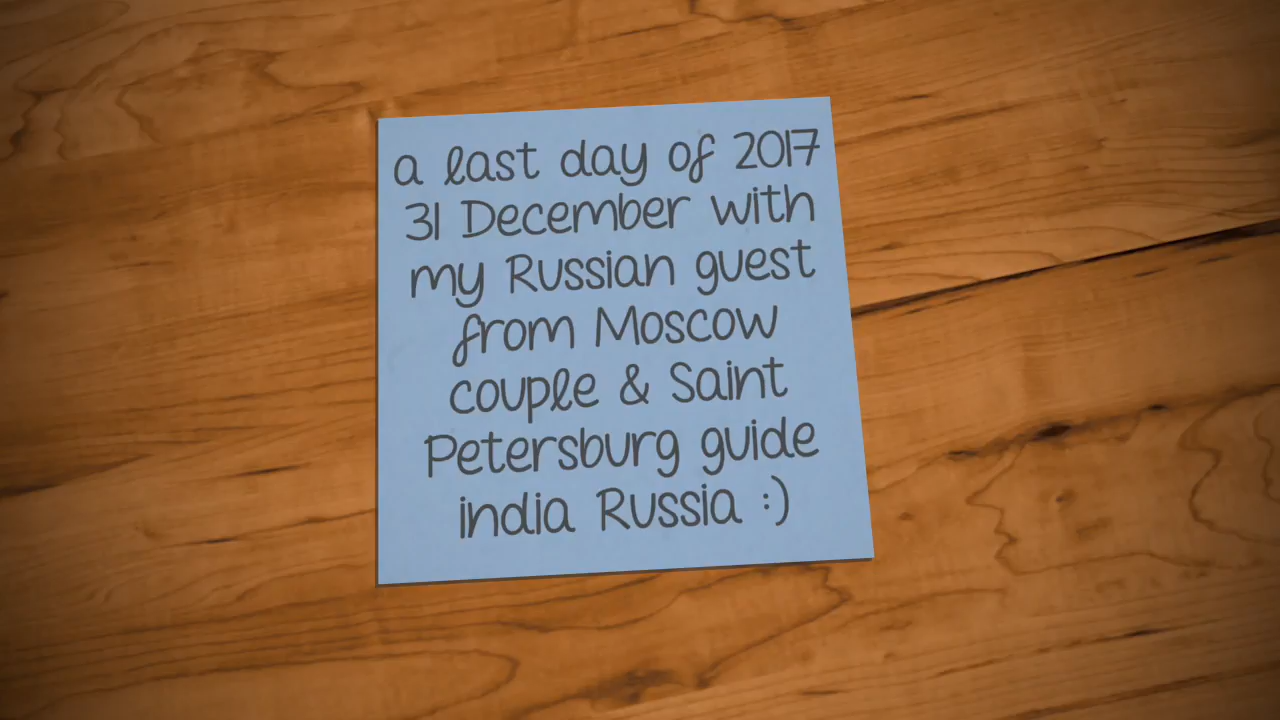 a last day of 2017
31 December with
my Russian guest
from Moscow
couple & Saint
Petersburg guide
india Russia :)